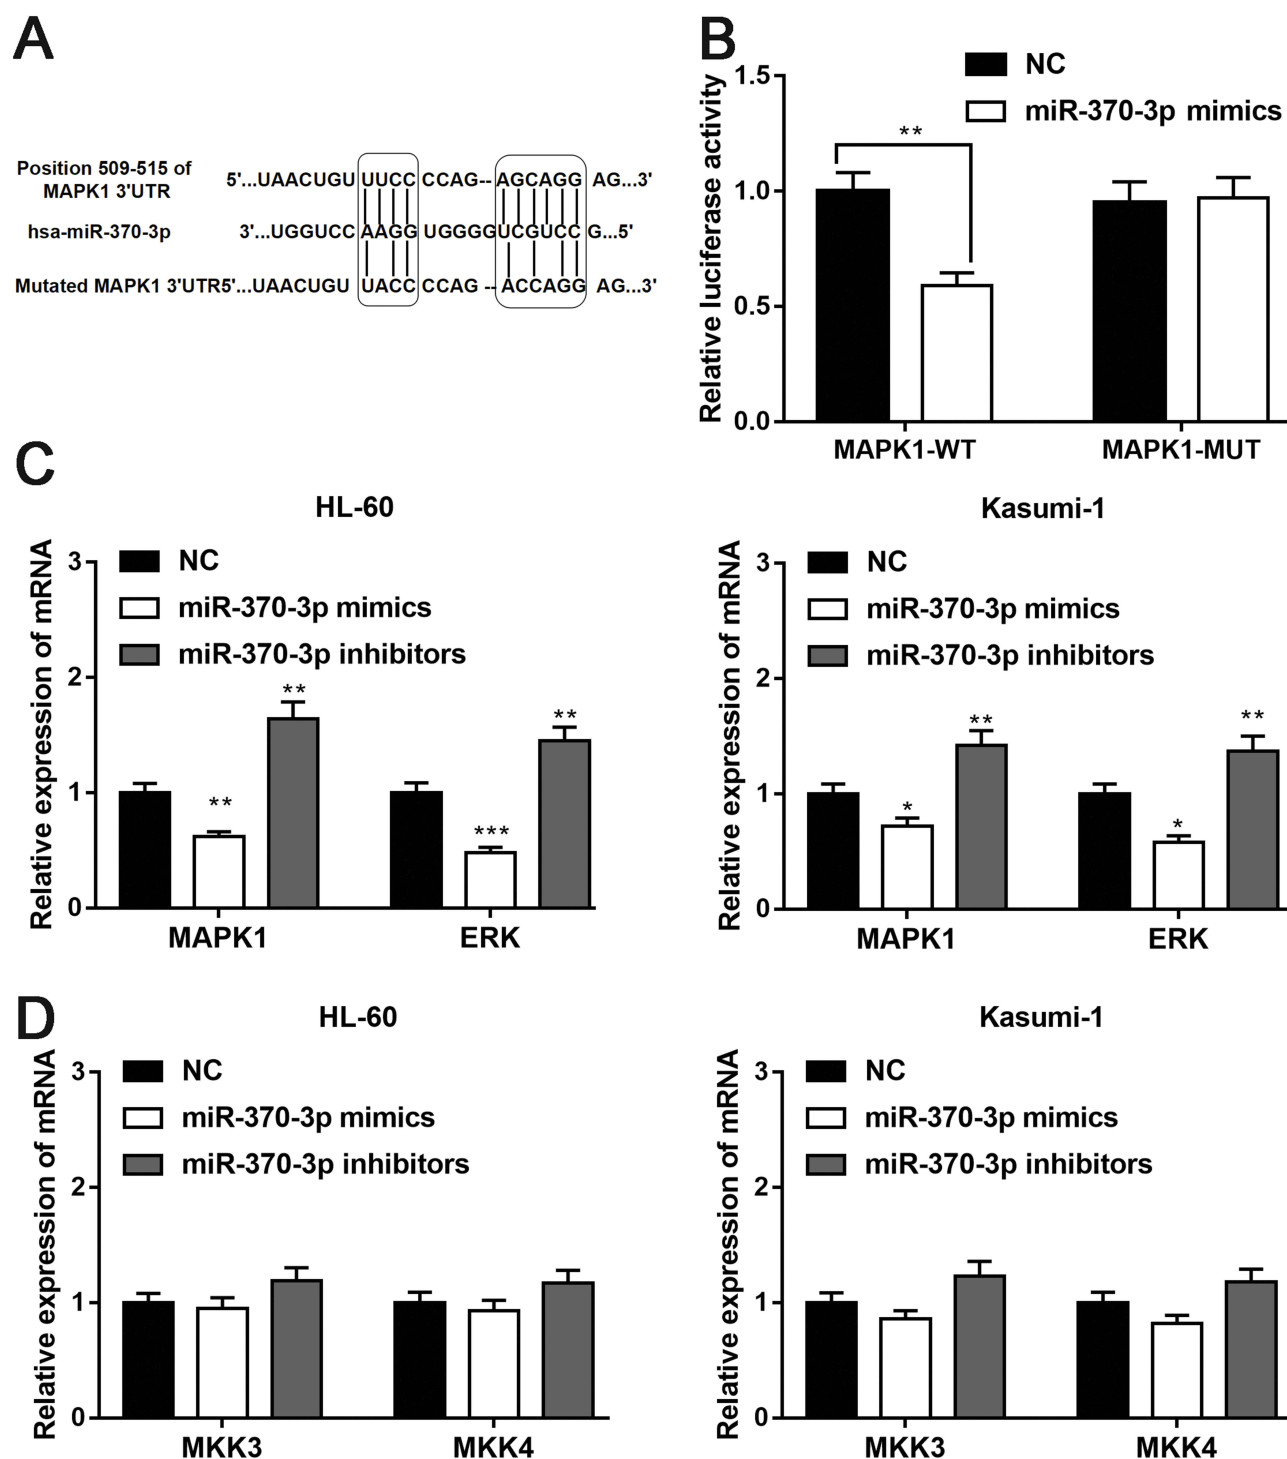 A
Position 509-515 of
MAPK1 3'UTR
5'...UAACUGU UUCC CCAG--AGCAGG AG...3'
hsa-miR-370-3p
3'...UGGUCC AAGG UGGGGUCGUCC G...5'
Mutated MAPK1 3'UTR5'...UAACUGU UACC CCAG --ACCAGG AG...3'
B
Relative luciferase activity
1.5
1.0
0.5
0.0
NC
miR-370-3p mimics
**
MAPK1-WT
MAPK1-MUT
C
HL-60
Relative expression of mRNA
3
2
1
0
NC
miR-370-3p mimics
miR-370-3p inhibitors
**
**
***
**
MAPK1
ERK
Kasumi-1
Relative expression of mRNA
3
2
1
0
NC
miR-370-3p mimics
miR-370-3p inhibitors
*
**
*
**
MAPK1
ERK
D
HL-60
Relative expression of mRNA
3
2
1
0
NC
miR-370-3p mimics
miR-370-3p inhibitors
MKK3
MKK4
Kasumi-1
Relative expression of mRNA
3
2
1
0
NC
miR-370-3p mimics
miR-370-3p inhibitors
MKK3
MKK4